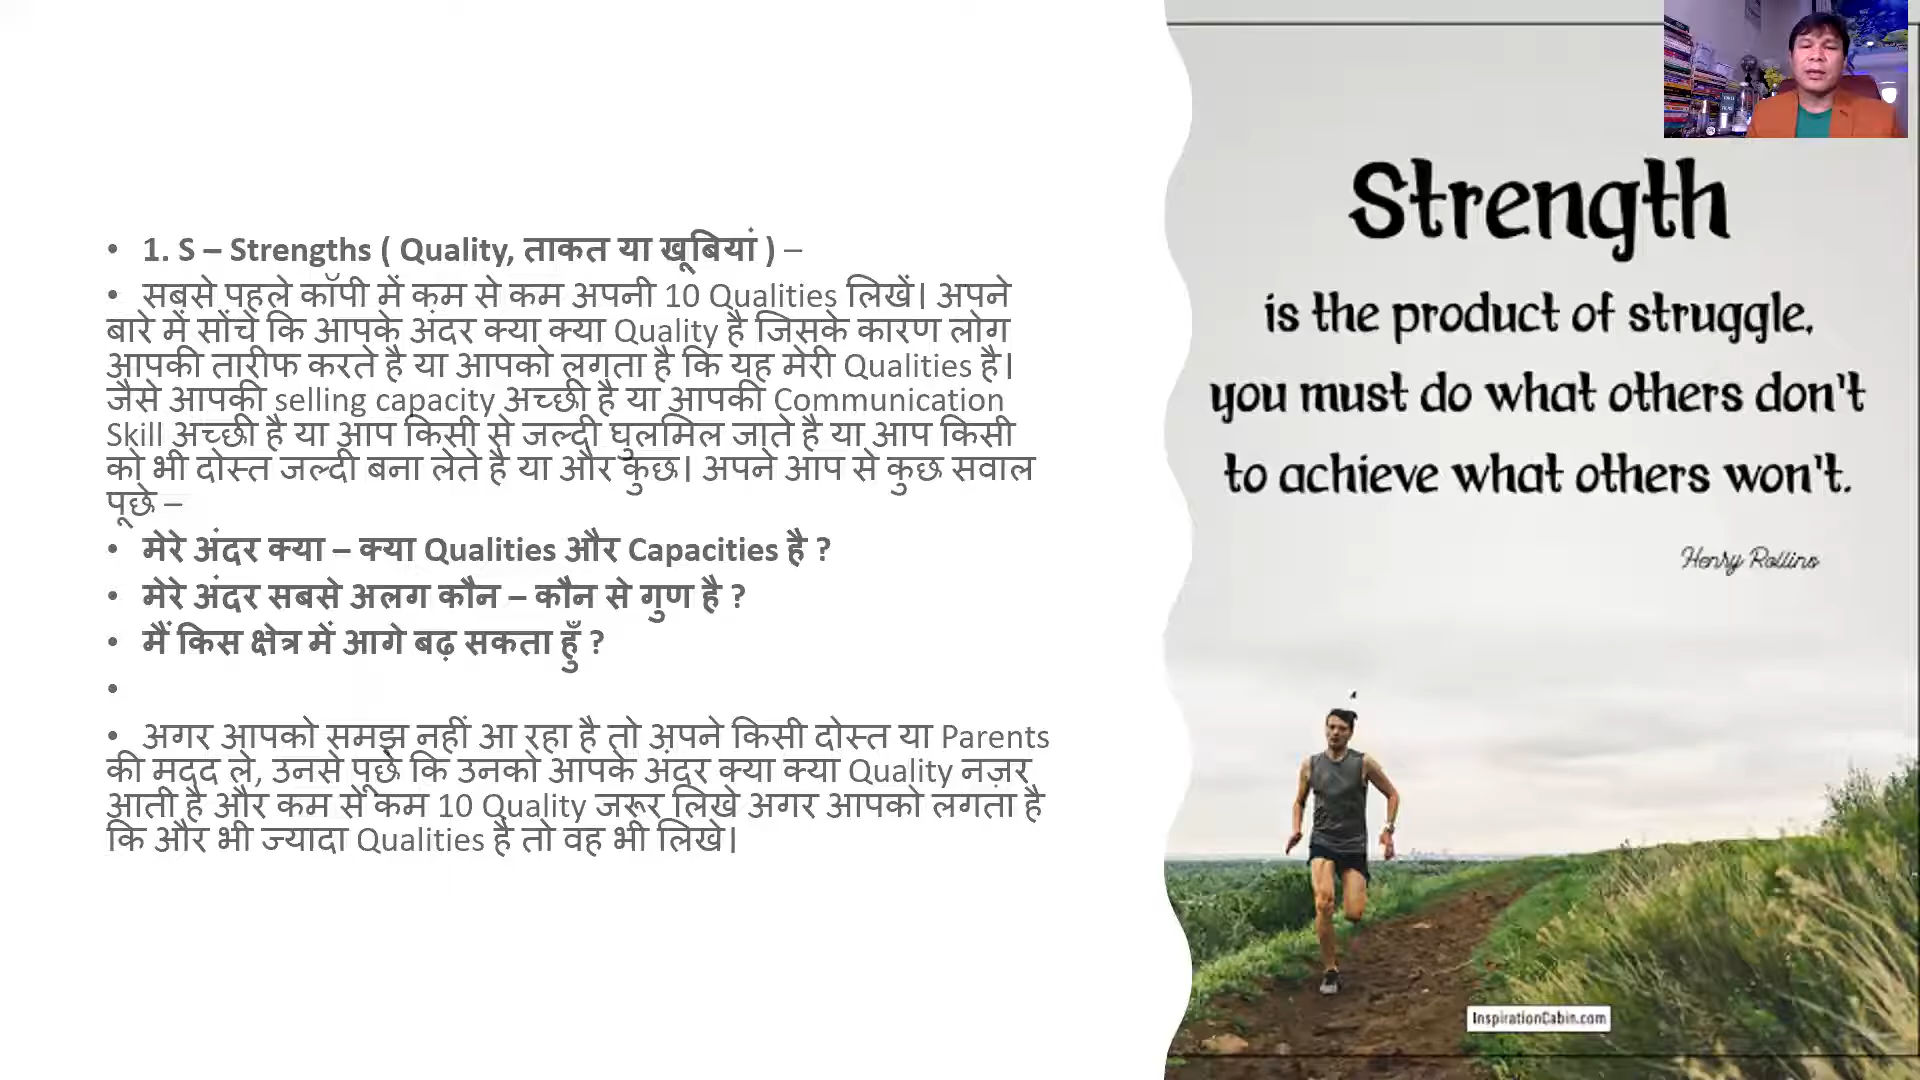 • 1. S – Strengths ( Quality, ताकत या खूबियां ) –
• सबसे पहले कॉपी में कम से कम अपनी 10 Qualities लिखें। अपने
बारे में सोंचे कि आपके अंदर क्या क्या Quality है जिसके कारण लोग
आपकी तारीफ करते है या आपको लगता है कि यह मेरी Qualities है।
जैसे आपकी selling capacity अच्छी है या आपकी Communication
Skill अच्छी है या आप किसी से जल्दी घुलमिल जाते है या आप किसी
को भी दोस्त जल्दी बना लेते है या और कुछ। अपने आप से कुछ सवाल
पूछे –
• मेरे अंदर क्या – क्या Qualities और Capacities है ?
• मेरे अंदर सबसे अलग कौन – कौन से गुण है ?
• मैं किस क्षेत्र में आगे बढ़ सकता हुँ ?
•
• अगर आपको समझ नहीं आ रहा है तो अपने किसी दोस्त या Parents
की मदद ले, उनसे पूछे कि उनको आपके अंदर क्या क्या Quality नज़र
आती है और कम से कम 10 Quality जरूर लिखे अगर आपको लगता है
कि और भी ज्यादा Qualities है तो वह भी लिखे।
Strength
is the product of struggle,
you must do what others don't
to achieve what others won't.
Henry Rollins
InspirationCabin.com